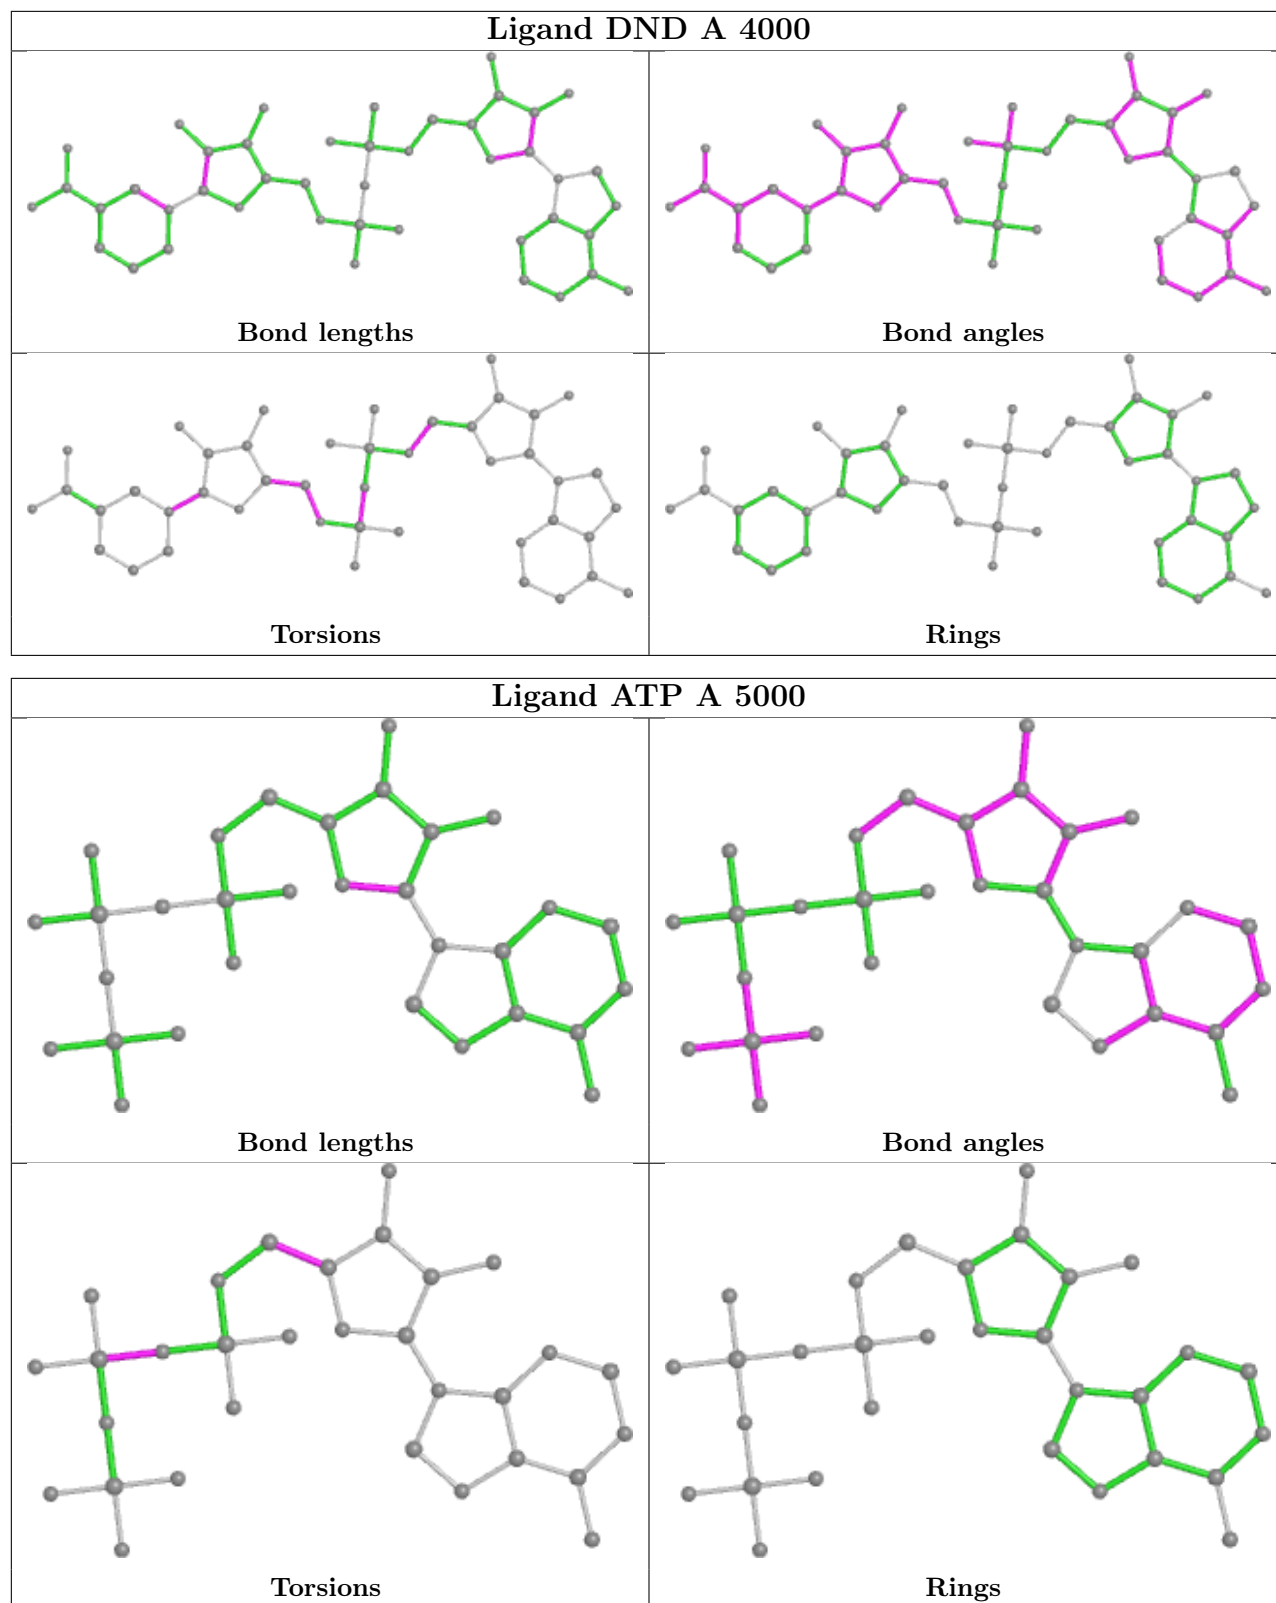 Ligand DND A 4000
Bond lengths
Bond angles
Torsions
Rings
Ligand ATP A 5000
Bond lengths
Bond angles
Torsions
Rings